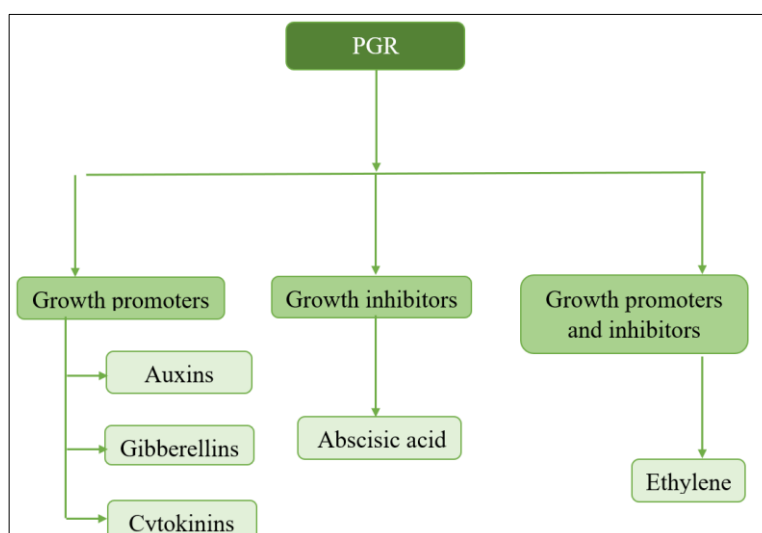 PGR
Growth promoters
Growth inhibitors
Growth promoters
and inhibitors
Auxins
Gibberellins
Cytokinins
Abscisic acid
Ethylene